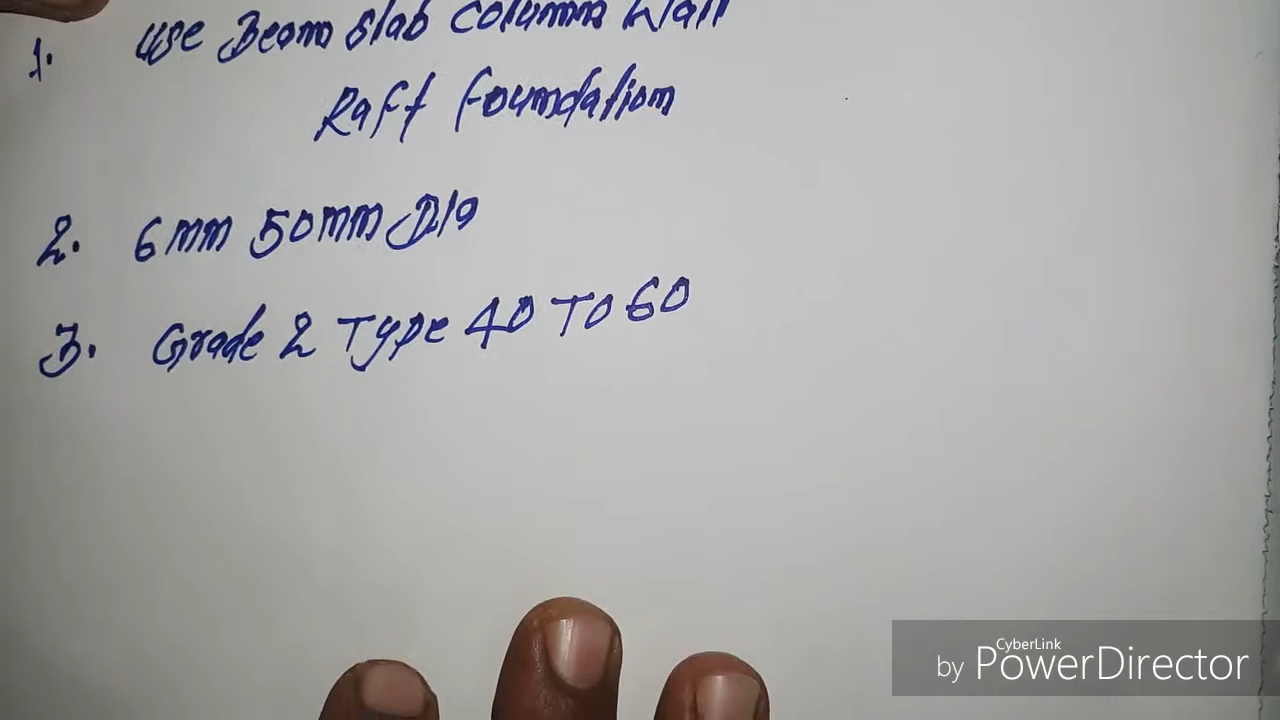 1. use Beam slab columns wall
Raft foundation
2. 6mm 50mm DIa
3. Grade 2 Type 40 To 60
CyberLink
by PowerDirector